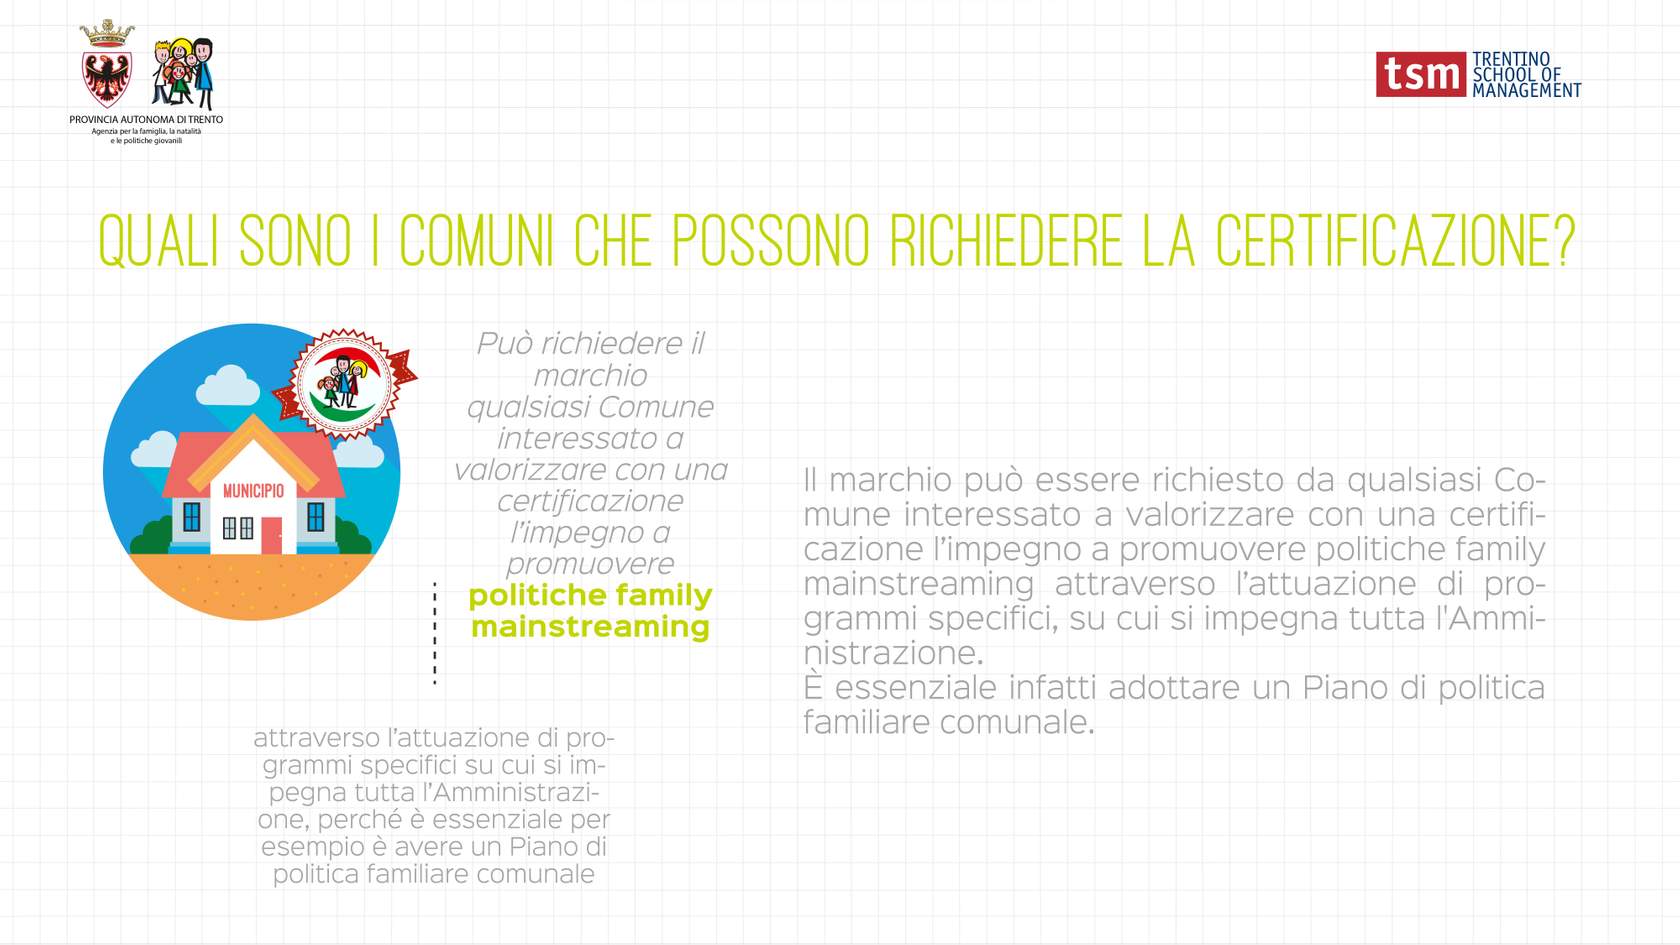 PROVINCIA AUTONOMA DI TRENTO
Agenzia per la famiglia, la natalità
e le politiche giovanili
tsm
TRENTINO
SCHOOL OF
MANAGEMENT
QUALI SONO I COMUNI CHE POSSONO RICHIEDERE LA CERTIFICAZIONE?
MUNICIPIO
Può richiedere il
marchio
qualsiasi Comune
interessato a
valorizzare con una
certificazione
l’impegno a
promuovere
politiche family
mainstreaming
attraverso l’attuazione di pro-
grammi specifici su cui si im-
pegna tutta l’Amministrazi-
one, perché è essenziale per
esempio è avere un Piano di
politica familiare comunale
Il marchio può essere richiesto da qualsiasi Co-
mune interessato a valorizzare con una certifi-
cazione l’impegno a promuovere politiche family
mainstreaming attraverso l’attuazione di pro-
grammi specifici, su cui si impegna tutta l'Ammi-
nistrazione.
È essenziale infatti adottare un Piano di politica
familiare comunale.